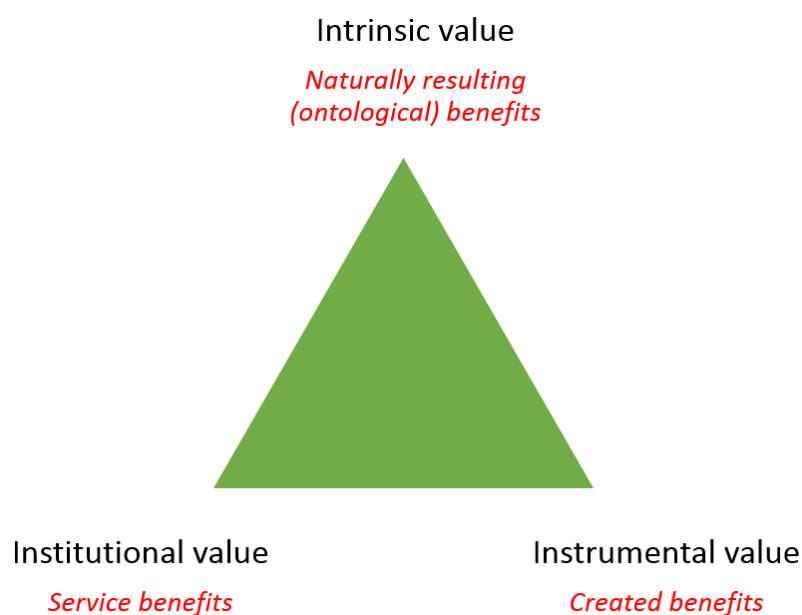 Intrinsic value
Naturally resulting
(ontological) benefits
Institutional value
Service benefits
Instrumental value
Created benefits